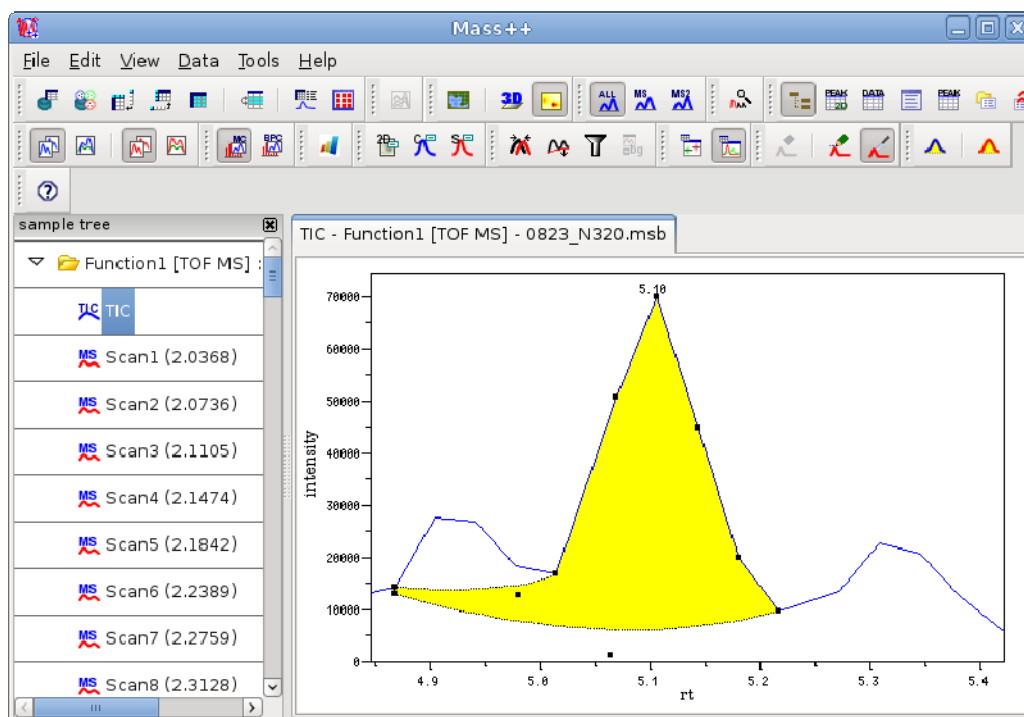 Mass++
File Edit View Data Tools Help
3D ALL MS MS2 PEAK 2D DATA PEAK
MC BPC 2D C S abg
sample tree
TIC - Function1 [TOF MS] - 0823_N320.msb
Function1 [TOF MS] :
TIC TIC
MS Scan1 (2.0368)
MS Scan2 (2.0736)
MS Scan3 (2.1105)
MS Scan4 (2.1474)
MS Scan5 (2.1842)
MS Scan6 (2.2389)
MS Scan7 (2.2759)
MS Scan8 (2.3128)
5.10
70000
60000
50000
40000
30000
20000
10000
0
intensity
4.9 5.0 5.1 5.2 5.3 5.4
rt